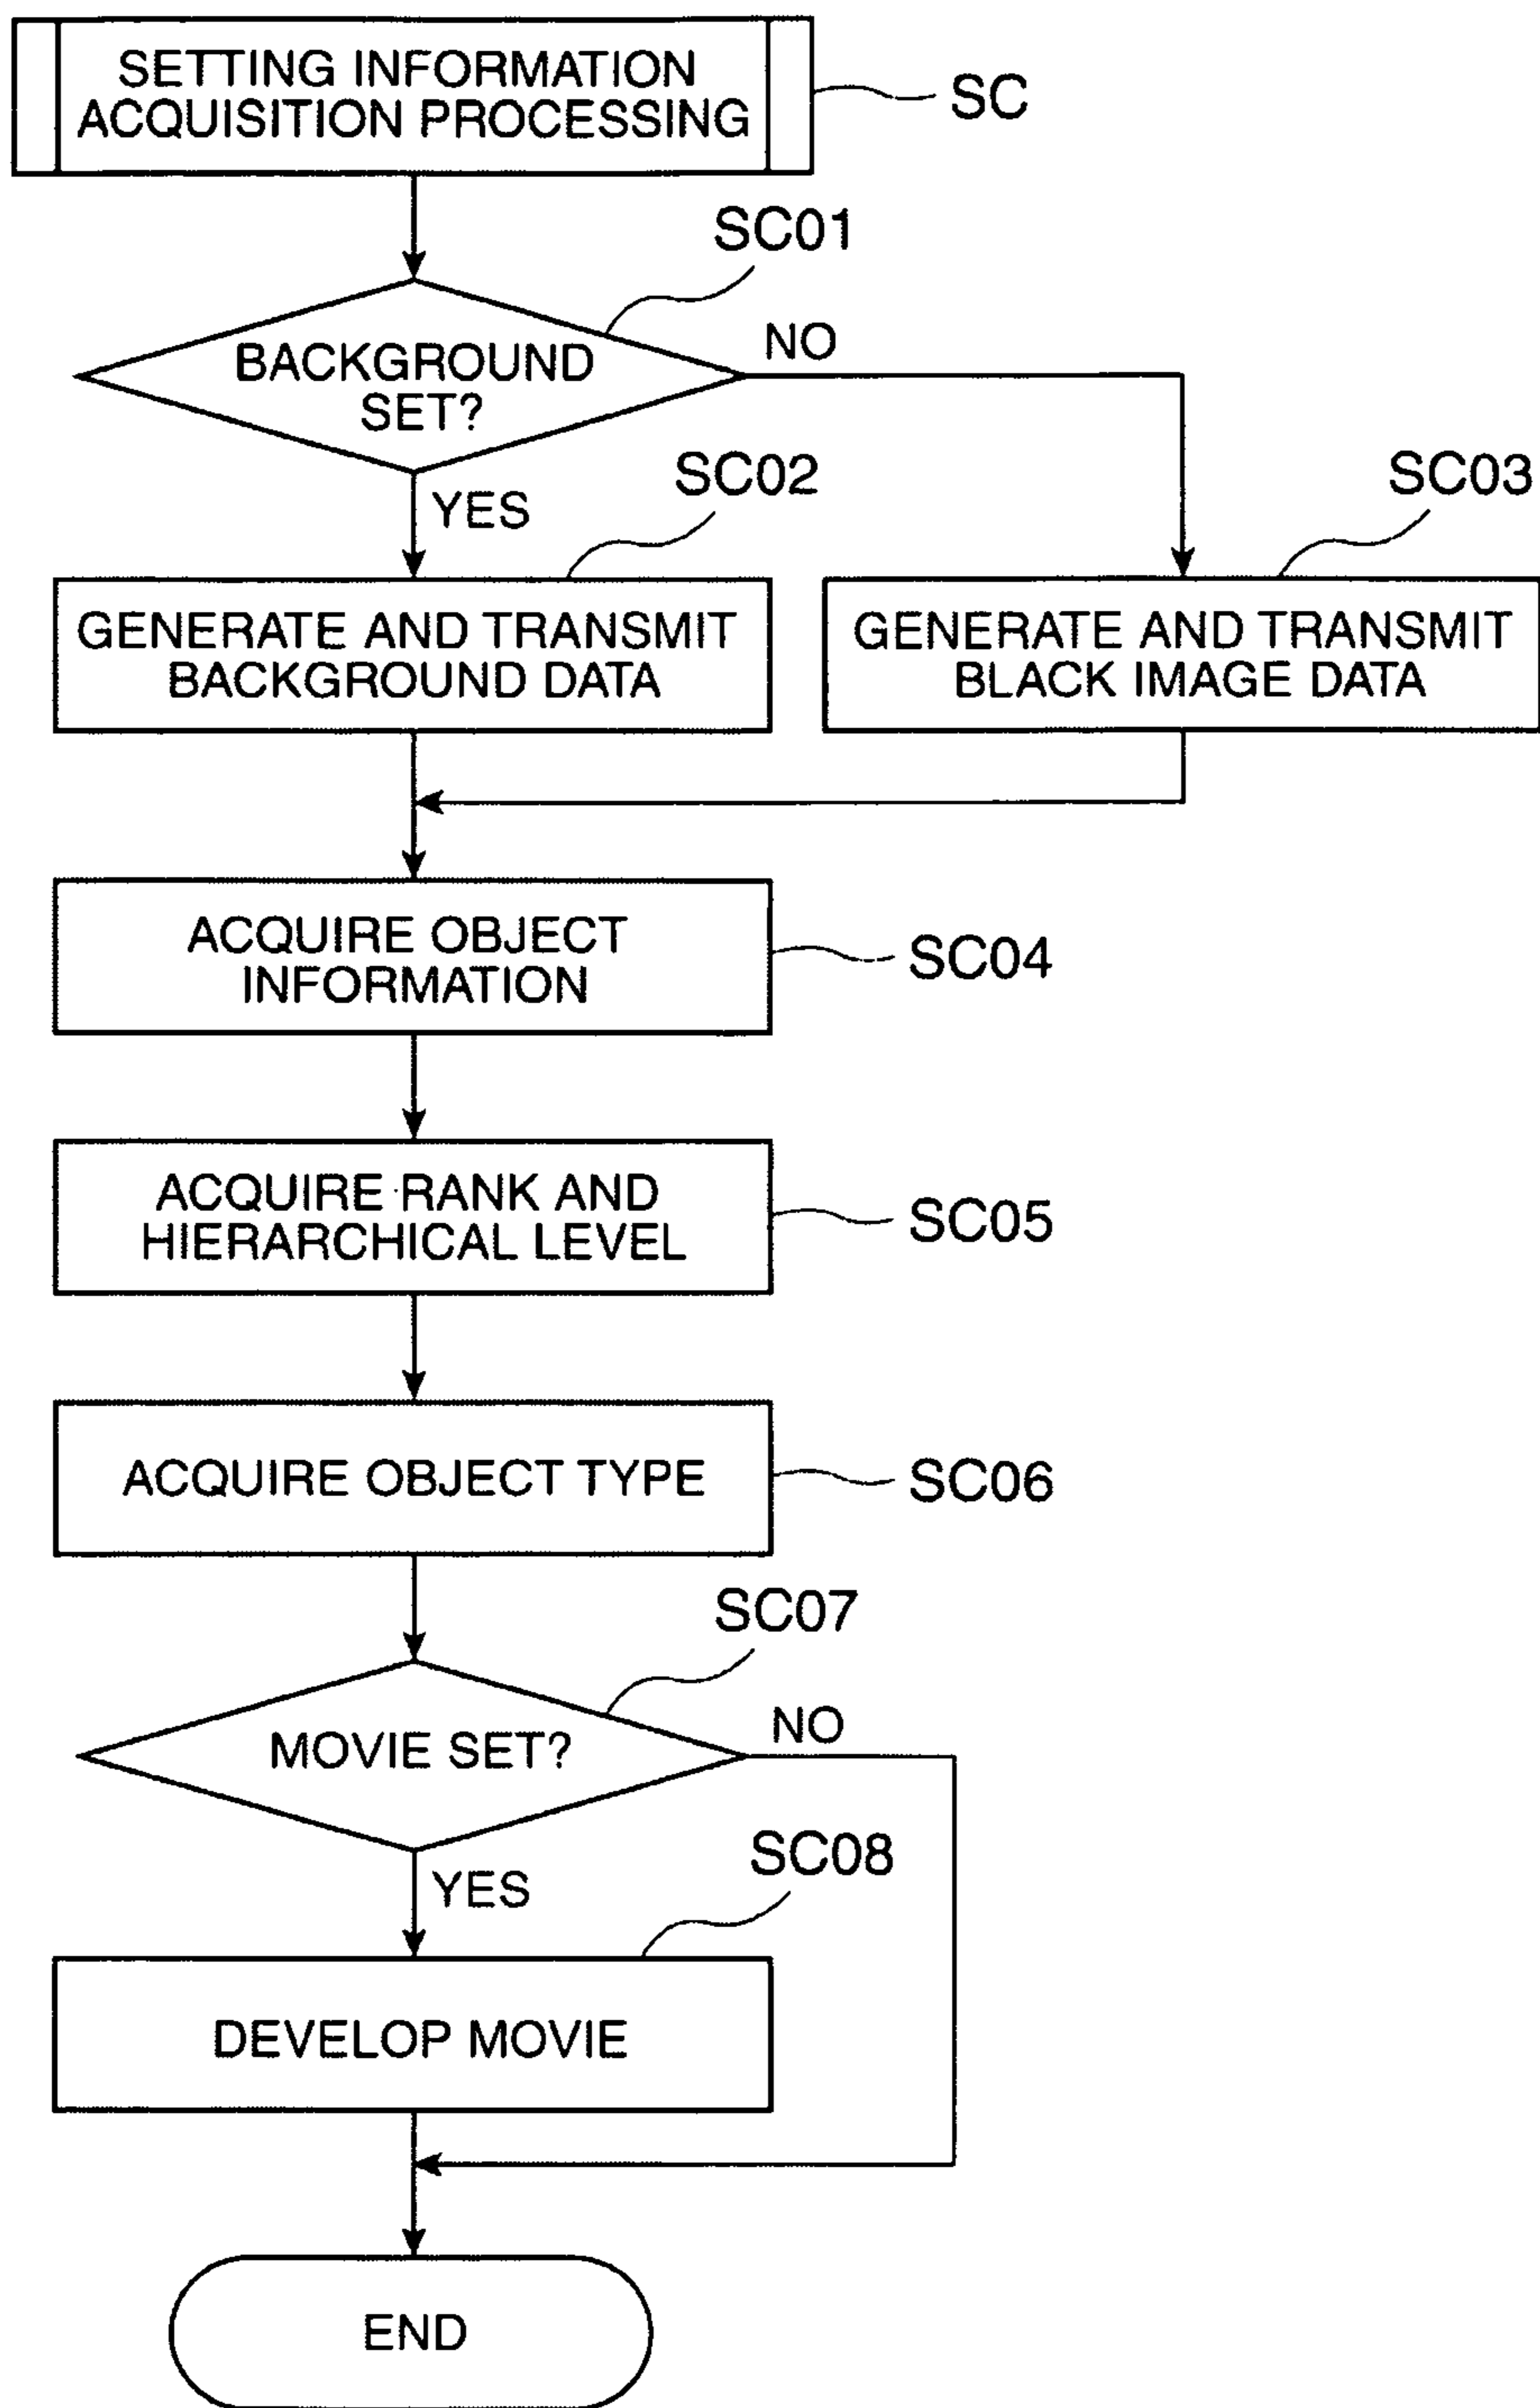 SETTING INFORMATION
ACQUISITION PROCESSING
SC
SC01
BACKGROUND
SET?
NO
YES
SC02
SC03
GENERATE AND TRANSMIT
BACKGROUND DATA
GENERATE AND TRANSMIT
BLACK IMAGE DATA
ACQUIRE OBJECT
INFORMATION
SC04
ACQUIRE RANK AND
HIERARCHICAL LEVEL
SC05
ACQUIRE OBJECT TYPE
SC06
SC07
MOVIE SET?
NO
YES
SC08
DEVELOP MOVIE
END